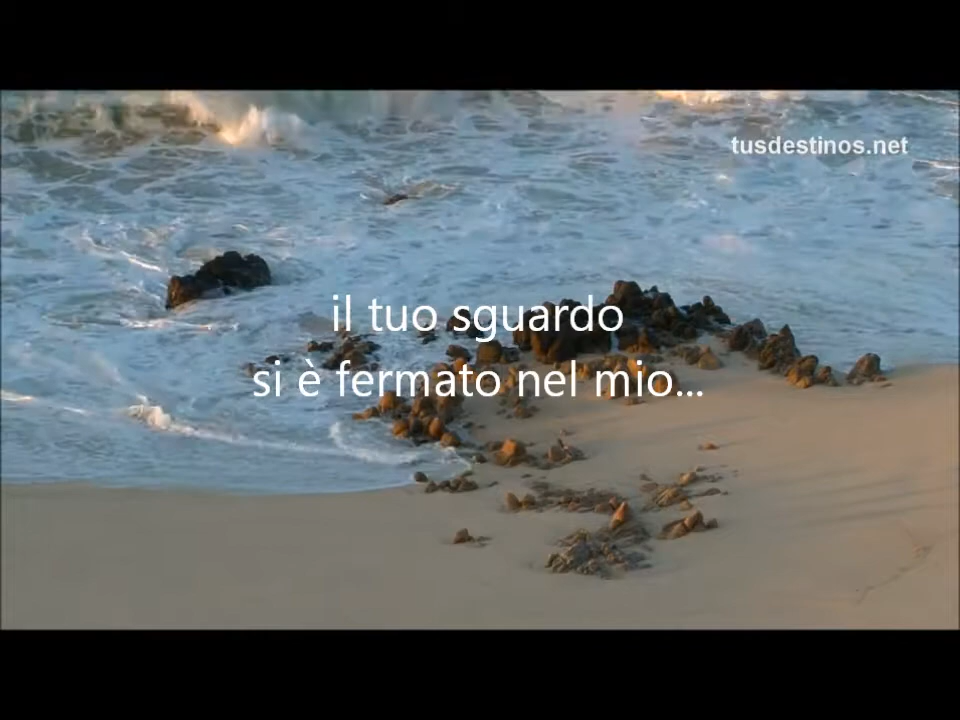 tusdestinos.net
il tuo sguardo
si è fermato nel mio...